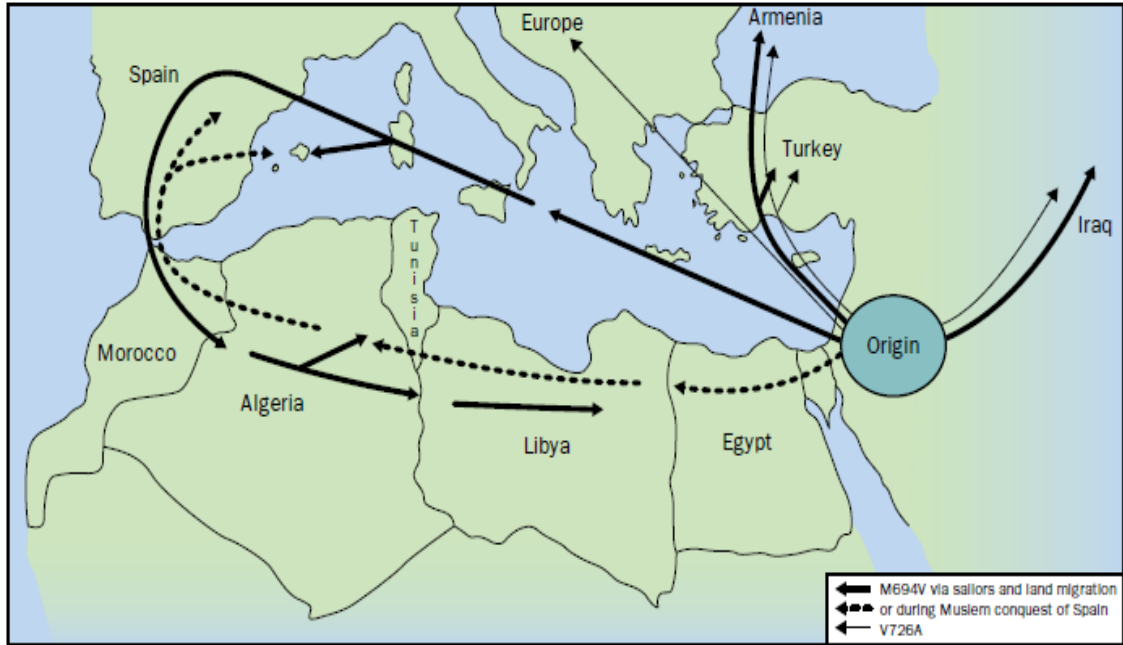 Europe
Armenia
Spain
Turkey
Iraq
Tunisia
Origin
Morocco
Algeria
Libya
Egypt
M694V via sailors and land migration
or during Muslem conquest of Spain
V726A